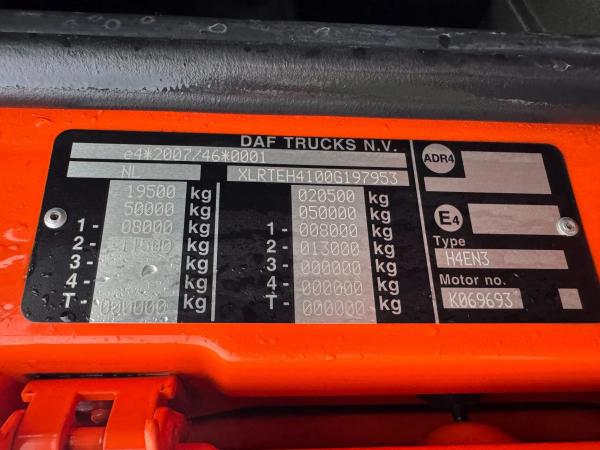 DAF TRUCKS N.V.
e4*2007/46*0001
NL XLRTEH4100G197953
19500 kg 020500 kg
50000 kg 050000 kg
1- 08000 kg 1- 008000 kg
2- 11500 kg 2- 013000 kg
3- kg 3- 000000 kg
4- kg 4- 000000 kg
T- 000000 kg T- 000000 kg
ADR4
E4
Type
H4EN3
Motor no.
K069693